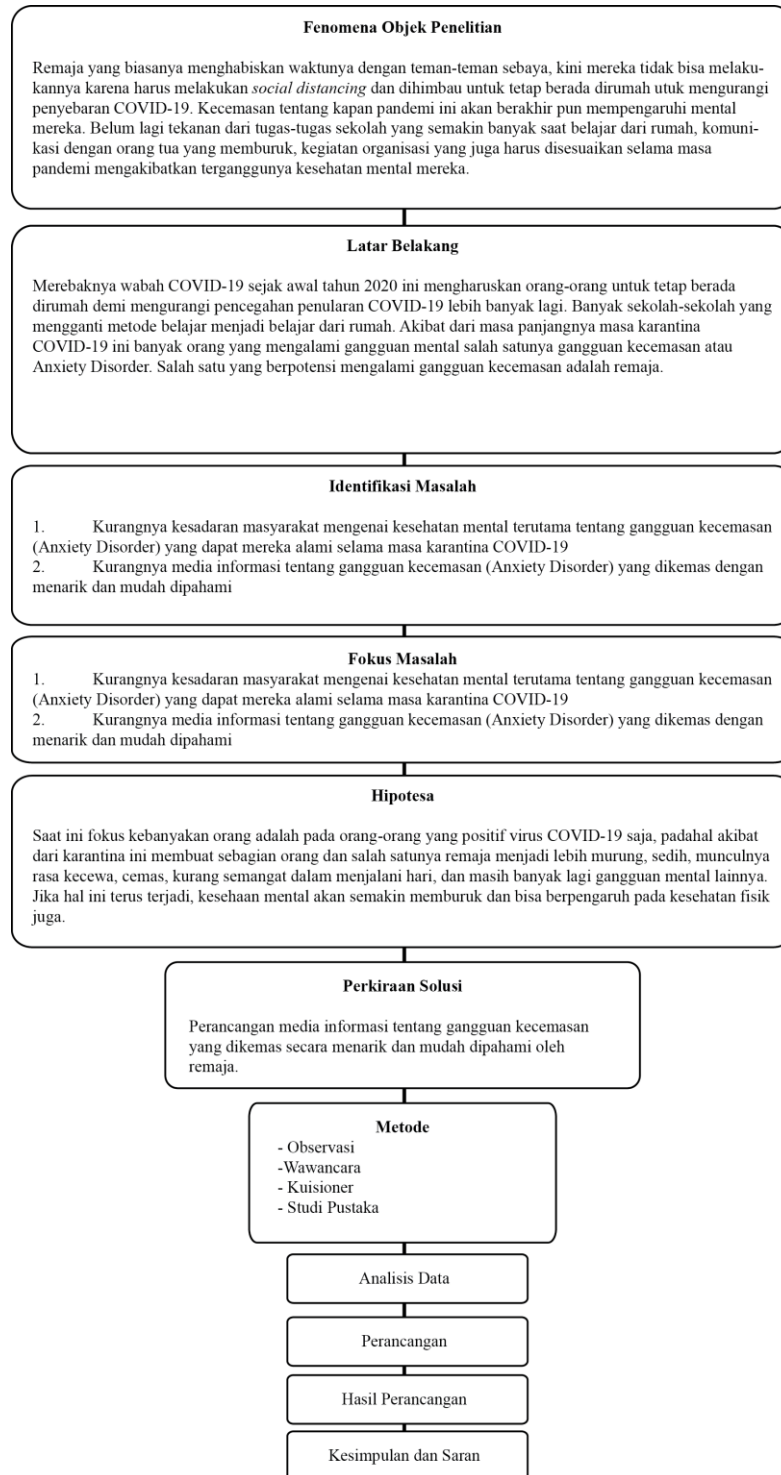 Fenomena Objek Penelitian
Remaja yang biasanya menghabiskan waktunya dengan teman-teman sebaya, kini mereka tidak bisa melaku-
kannya karena harus melakukan social distancing dan dihimbau untuk tetap berada dirumah utuk mengurangi
penyebaran COVID-19. Kecemasan tentang kapan pandemi ini akan berakhir pun mempengaruhi mental
mereka. Belum lagi tekanan dari tugas-tugas sekolah yang semakin banyak saat belajar dari rumah, komuni-
kasi dengan orang tua yang memburuk, kegiatan organisasi yang juga harus disesuaikan selama masa
pandemi mengakibatkan terganggunya kesehatan mental mereka.
Latar Belakang
Merebaknya wabah COVID-19 sejak awal tahun 2020 ini mengharuskan orang-orang untuk tetap berada
dirumah demi mengurangi pencegahan penularan COVID-19 lebih banyak lagi. Banyak sekolah-sekolah yang
mengganti metode belajar menjadi belajar dari rumah. Akibat dari masa panjangnya masa karantina
COVID-19 ini banyak orang yang mengalami gangguan mental salah satunya gangguan kecemasan atau
Anxiety Disorder. Salah satu yang berpotensi mengalami gangguan kecemasan adalah remaja.
Identifikasi Masalah
1. Kurangnya kesadaran masyarakat mengenai kesehatan mental terutama tentang gangguan kecemasan
(Anxiety Disorder) yang dapat mereka alami selama masa karantina COVID-19
2. Kurangnya media informasi tentang gangguan kecemasan (Anxiety Disorder) yang dikemas dengan
menarik dan mudah dipahami
Fokus Masalah
1. Kurangnya kesadaran masyarakat mengenai kesehatan mental terutama tentang gangguan kecemasan
(Anxiety Disorder) yang dapat mereka alami selama masa karantina COVID-19
2. Kurangnya media informasi tentang gangguan kecemasan (Anxiety Disorder) yang dikemas dengan
menarik dan mudah dipahami
Hipotesa
Saat ini fokus kebanyakan orang adalah pada orang-orang yang positif virus COVID-19 saja, padahal akibat
dari karantina ini membuat sebagian orang dan salah satunya remaja menjadi lebih murung, sedih, munculnya
rasa kecewa, cemas, kurang semangat dalam menjalani hari, dan masih banyak lagi gangguan mental lainnya.
Jika hal ini terus terjadi, kesehaan mental akan semakin memburuk dan bisa berpengaruh pada kesehatan fisik
juga.
Perkiraan Solusi
Perancangan media informasi tentang gangguan kecemasan
yang dikemas secara menarik dan mudah dipahami oleh
remaja.
Metode
- Observasi
-Wawancara
- Kuisioner
- Studi Pustaka
Analisis Data
Perancangan
Hasil Perancangan
Kesimpulan dan Saran